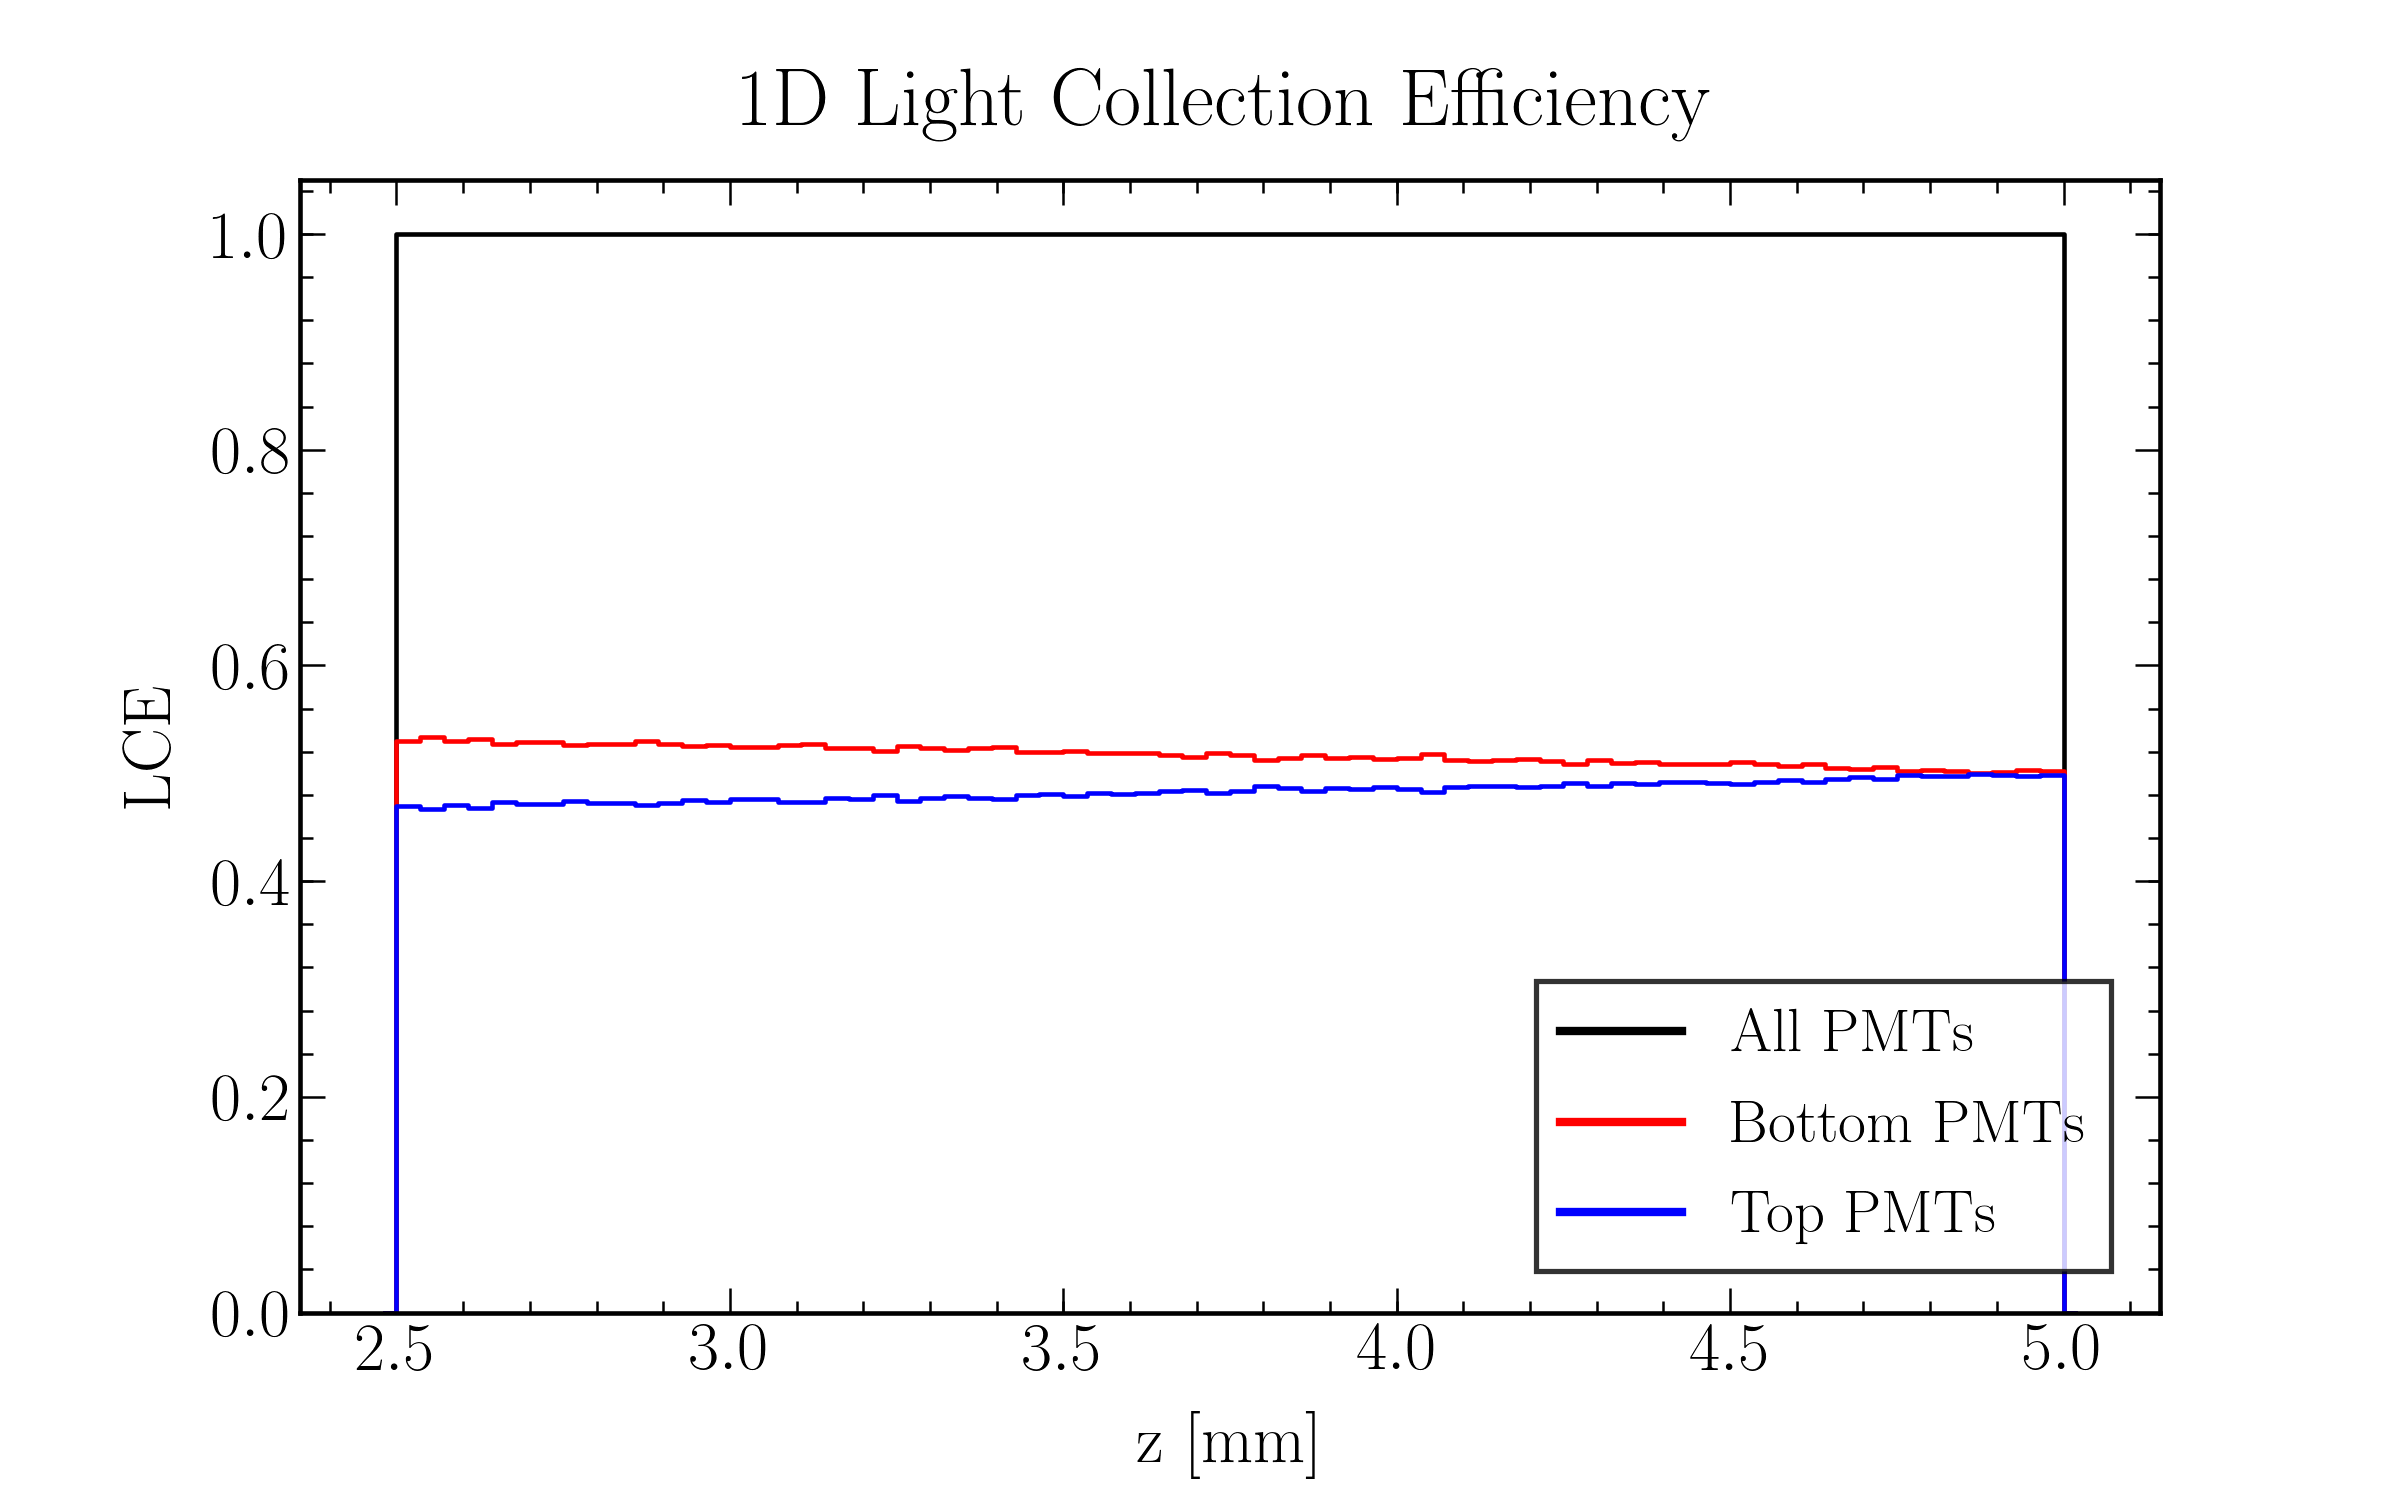 1D Light Collection Efficiency
1.0
0.8
0.6
0.4
0.2
0.0
LCE
2.5 3.0 3.5 4.0 4.5 5.0
z [mm]
All PMTs
Bottom PMTs
Top PMTs